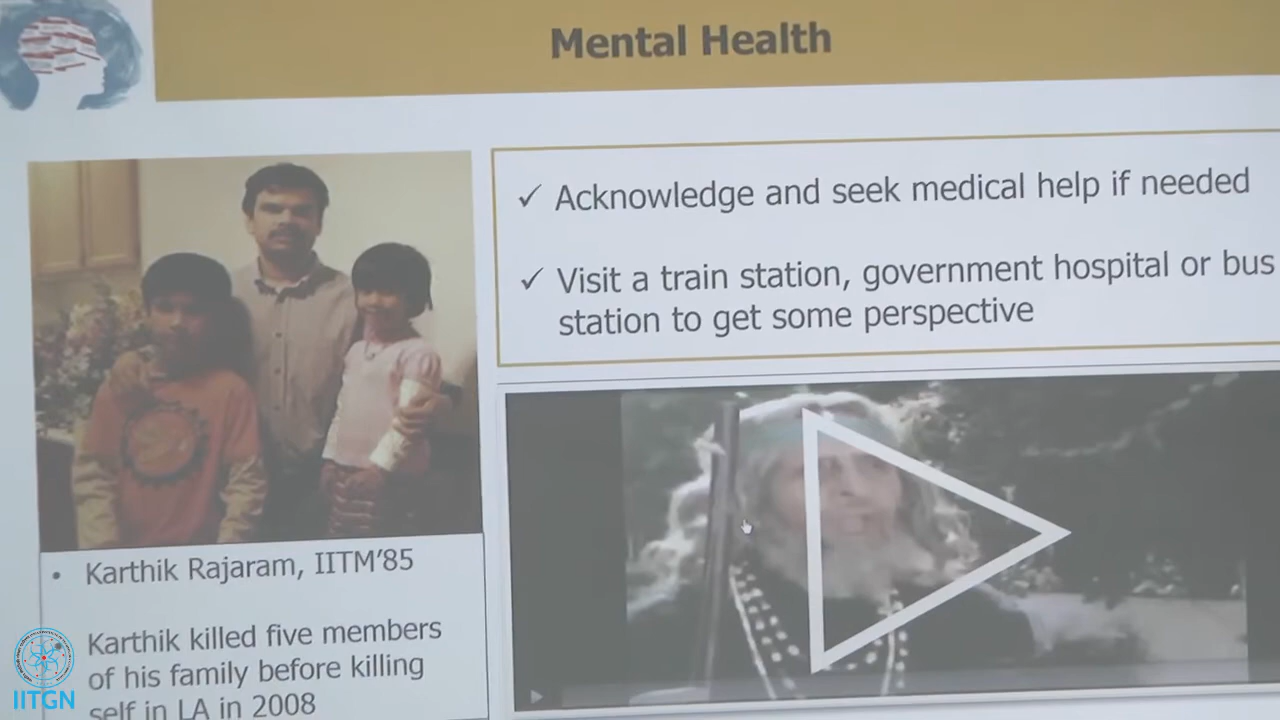 Mental Health
✓ Acknowledge and seek medical help if needed
✓ Visit a train station, government hospital or bus
station to get some perspective
• Karthik Rajaram, IITM'85
Karthik killed five members
of his family before killing
self in LA in 2008
IITGN